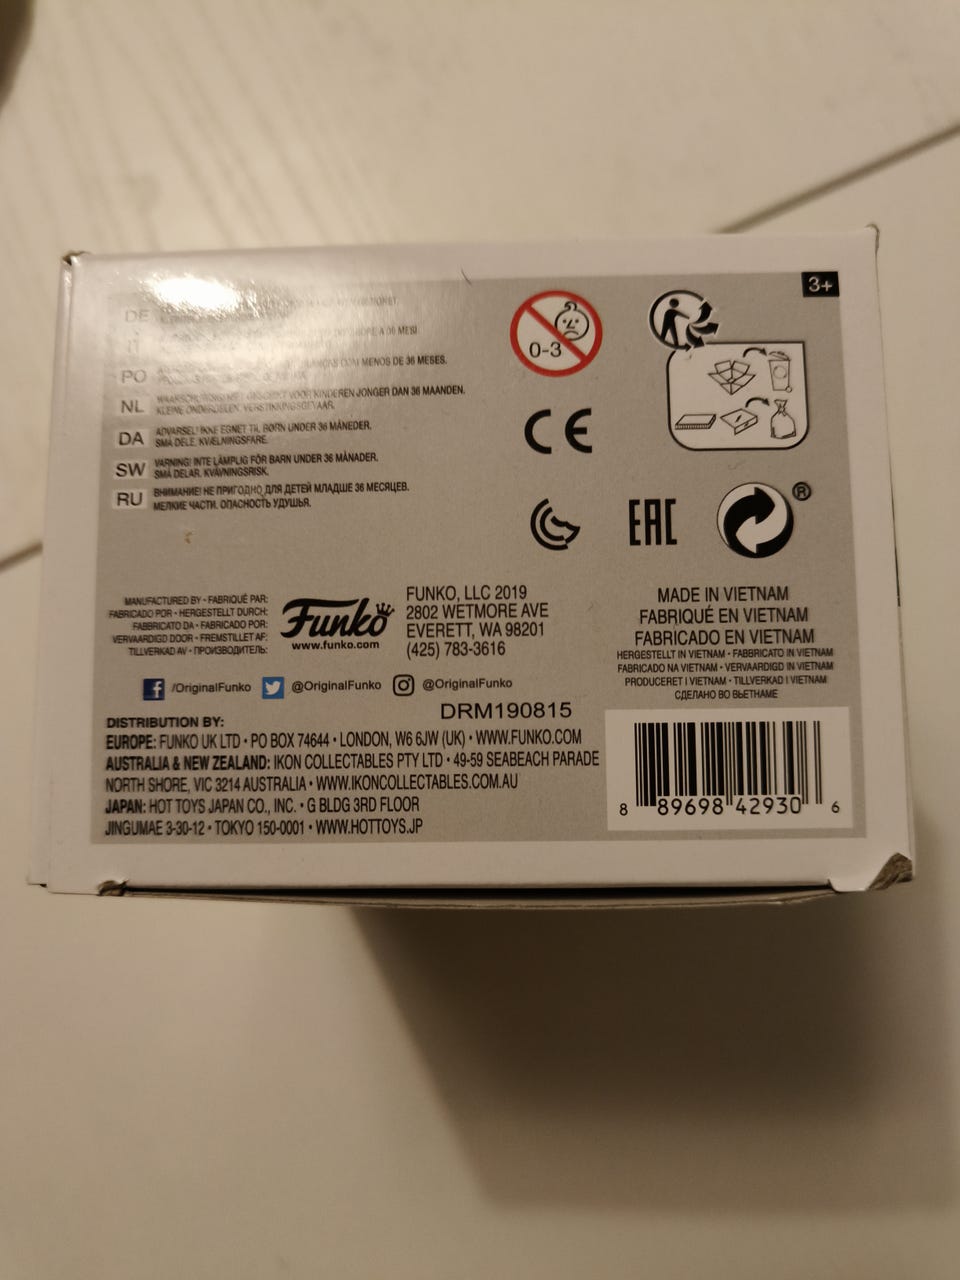 3+
DE
IT
PO MENOS DE 36 MESES.
NL WAARSCHUWING! NIET GESCHIKT VOOR KINDEREN JONGER DAN 36 MAANDEN.
KLEINE ONDERDELEN. VERSTIKKINGSGEVAAR.
DA ADVARSEL! IKKE EGNET TIL BØRN UNDER 36 MÅNEDER.
SMÅ DELE. KVÆLNINGSFARE.
SW VARNING! INTE LÄMPLIG FÖR BARN UNDER 36 MÅNADER.
SMÅ DELAR. KVÄVNINGSRISK.
RU ВНИМАНИЕ! НЕ ПРИГОДНО ДЛЯ ДЕТЕЙ МЛАДШЕ 36 МЕСЯЦЕВ.
МЕЛКИЕ ЧАСТИ. ОПАСНОСТЬ УДУШЬЯ.
0-3
CE
EAC
®
MANUFACTURED BY • FABRIQUÉ PAR:
FABRICADO POR • HERGESTELLT DURCH:
FABBRICATO DA • FABRICADO POR:
VERVAARDIGD DOOR • FREMSTILLET AF:
TILLVERKAD AV • ПРОИЗВОДИТЕЛЬ:
Funko
www.funko.com
FUNKO, LLC 2019
2802 WETMORE AVE
EVERETT, WA 98201
(425) 783-3616
MADE IN VIETNAM
FABRIQUÉ EN VIETNAM
FABRICADO EN VIETNAM
HERGESTELLT IN VIETNAM • FABBRICATO IN VIETNAM
FABRICADO NA VIETNAM • VERVAARDIGD IN VIETNAM
PRODUCERET I VIETNAM • TILLVERKAD I VIETNAM
СДЕЛАНО ВО ВЬЕТНАМЕ
/OriginalFunko @OriginalFunko @OriginalFunko
DRM190815
DISTRIBUTION BY:
EUROPE: FUNKO UK LTD • PO BOX 74644 • LONDON, W6 6JW (UK) • WWW.FUNKO.COM
AUSTRALIA & NEW ZEALAND: IKON COLLECTABLES PTY LTD • 49-59 SEABEACH PARADE
NORTH SHORE, VIC 3214 AUSTRALIA • WWW.IKONCOLLECTABLES.COM.AU
JAPAN: HOT TOYS JAPAN CO., INC. • G BLDG 3RD FLOOR
JINGUMAE 3-30-12 • TOKYO 150-0001 • WWW.HOTTOYS.JP
8 89698 42930 6